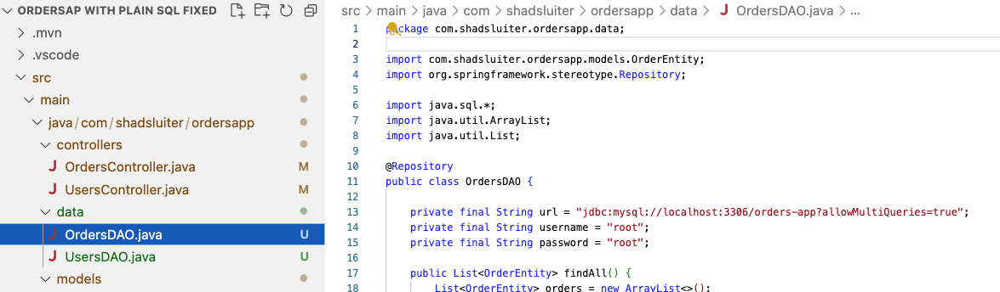 ORDERSAP WITH PLAIN SQL FIXED
.mvn
.vscode
src
main
java/com/shadsluiter/ordersapp
controllers
J OrdersController.java M
J UsersController.java M
data
J OrdersDAO.java U
J UsersDAO.java U
models
src > main > java > com > shadsluiter > ordersapp > data > J OrdersDAO.java > ...
1 package com.shadsluiter.ordersapp.data;
2
3 import com.shadsluiter.ordersapp.models.OrderEntity;
4 import org.springframework.stereotype.Repository;
5
6 import java.sql.*;
7 import java.util.ArrayList;
8 import java.util.List;
9
10 @Repository
11 public class OrdersDAO {
12
13 private final String url = "jdbc:mysql://localhost:3306/orders-app?allowMultiQueries=true";
14 private final String username = "root";
15 private final String password = "root";
16
17 public List<OrderEntity> findAll() {
18 List<OrderEntity> orders = new ArrayList<>();